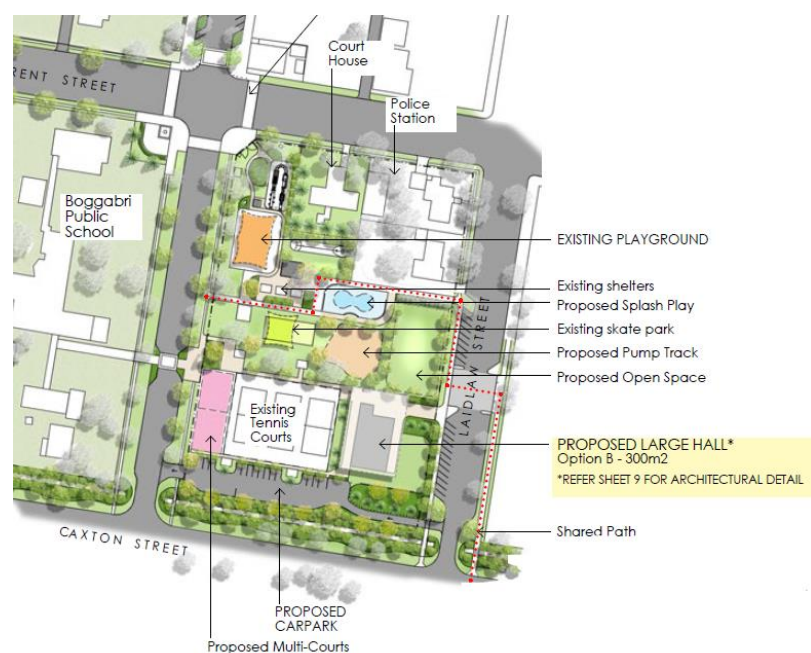 Court
House
Police
Station
RENT STREET
Boggabri
Public
School
EXISTING PLAYGROUND
Existing shelters
Proposed Splash Play
Existing skate park
Proposed Pump Track
Proposed Open Space
LAIDLAW STREET
Existing
Tennis
Courts
PROPOSED LARGE HALL*
Option B - 300m2
*REFER SHEET 9 FOR ARCHITECTURAL DETAIL
Shared Path
CAXTON STREET
PROPOSED
CARPARK
Proposed Multi-Courts